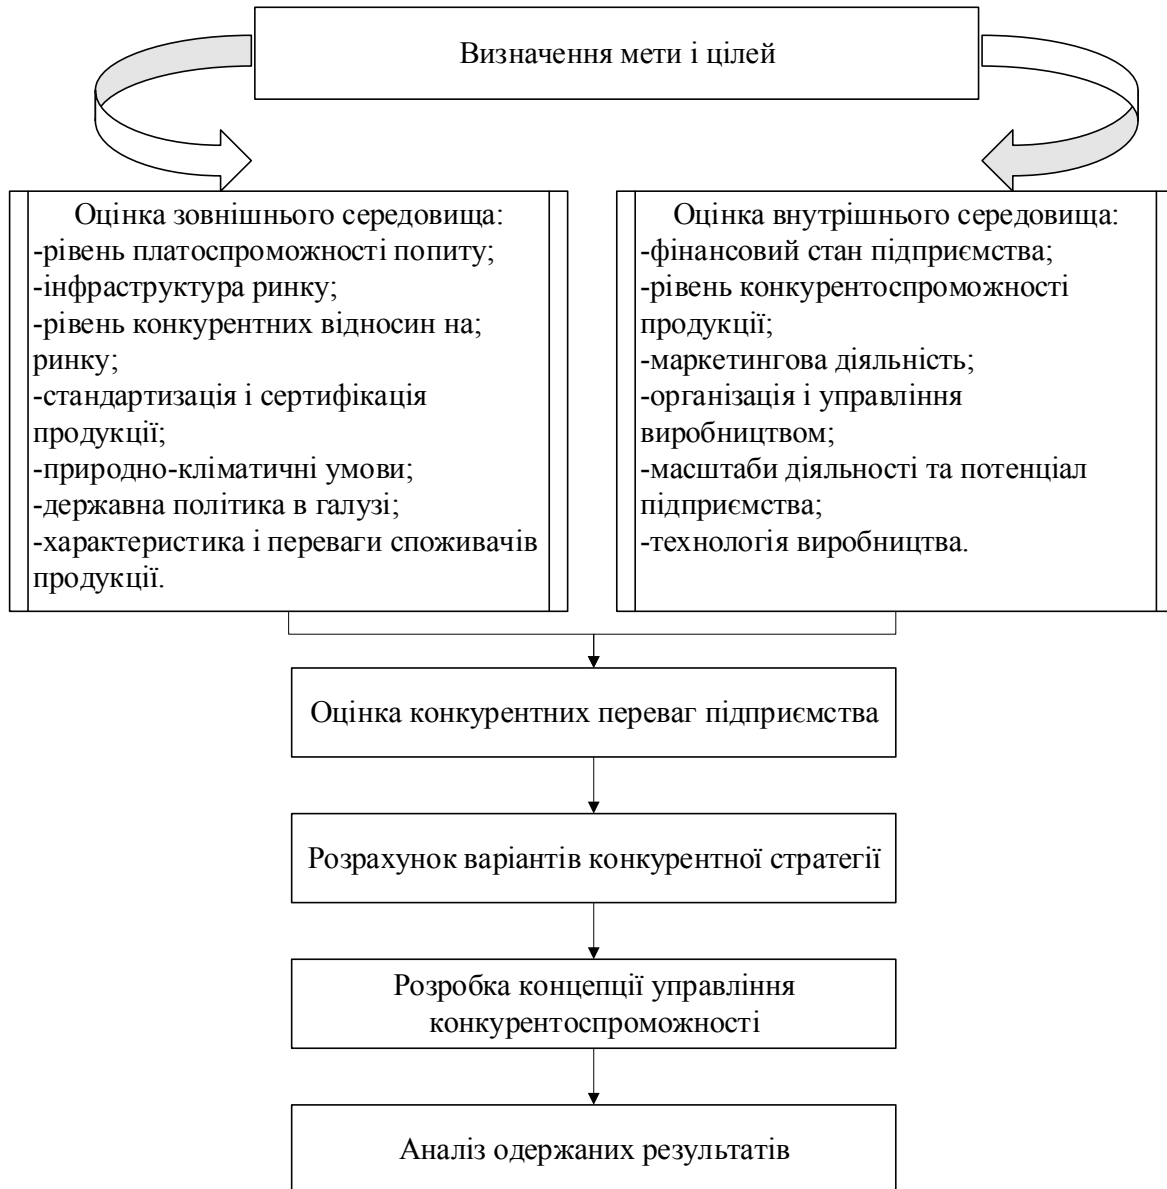 Визначення мети і цілей
Оцінка зовнішнього середовища:
-рівень платоспроможності попиту;
-інфраструктура ринку;
-рівень конкурентних відносин на;
ринку;
-стандартизація і сертифікація
продукції;
-природно-кліматичні умови;
-державна політика в галузі;
-характеристика і переваги споживачів
продукції.
Оцінка внутрішнього середовища:
-фінансовий стан підприємства;
-рівень конкурентоспроможності
продукції;
-маркетингова діяльність;
-організація і управління
виробництвом;
-масштаби діяльності та потенціал
підприємства;
-технологія виробництва.
Оцінка конкурентних переваг підприємства
Розрахунок варіантів конкурентної стратегії
Розробка концепції управління
конкурентоспроможності
Аналіз одержаних результатів